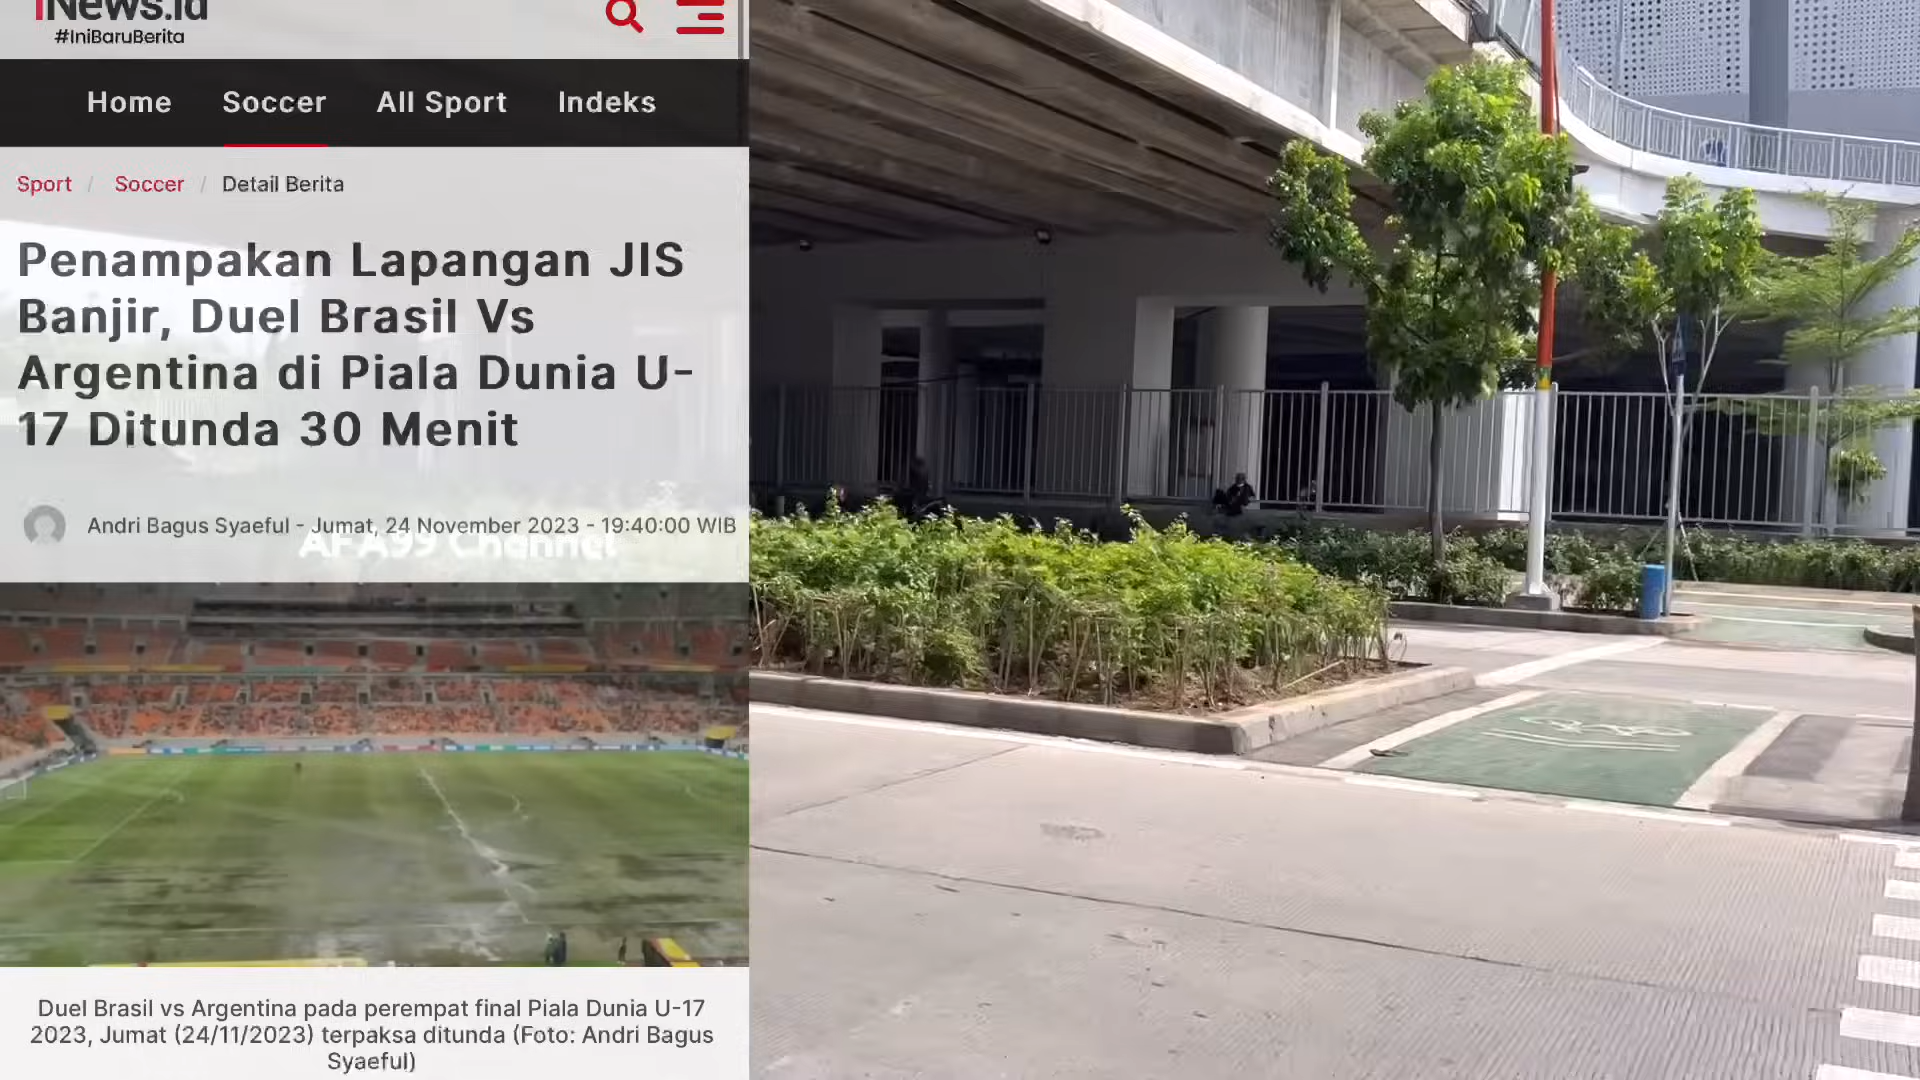 iNews.id
#IniBaruBerita
Home Soccer All Sport Indeks
Sport / Soccer / Detail Berita
Penampakan Lapangan JIS
Banjir, Duel Brasil Vs
Argentina di Piala Dunia U-
17 Ditunda 30 Menit
Andri Bagus Syaeful - Jumat, 24 November 2023 - 19:40:00 WIB
AFA99 Channel
Duel Brasil vs Argentina pada perempat final Piala Dunia U-17
2023, Jumat (24/11/2023) terpaksa ditunda (Foto: Andri Bagus
Syaeful)